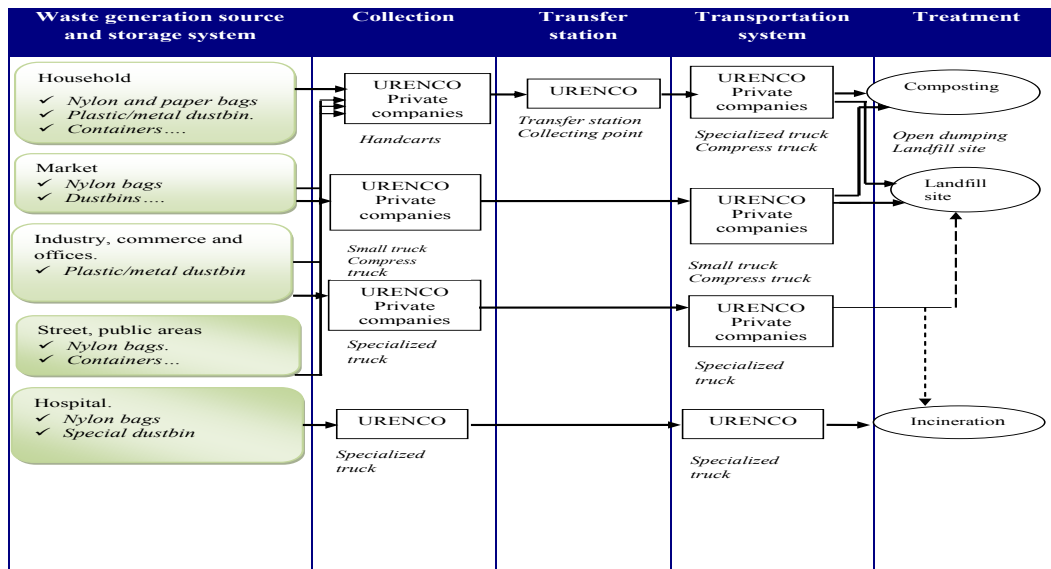 Waste generation source
and storage system
Collection
Transfer
station
Transportation
system
Treatment
Household
✓ Nylon and paper bags
✓ Plastic/metal dustbin.
✓ Containers....
Market
✓ Nylon bags
✓ Dustbins....
Industry, commerce and
offices.
✓ Plastic/metal dustbin
Street, public areas
✓ Nylon bags.
✓ Containers...
Hospital.
✓ Nylon bags
✓ Special dustbin
URENCO
Private
companies
Handcarts
URENCO
Private
companies
Small truck
Compress
truck
URENCO
Private
companies
Specialized
truck
URENCO
Specialized
truck
URENCO
Transfer station
Collecting point
URENCO
Private
companies
Specialized truck
Compress truck
URENCO
Private
companies
Small truck
Compress truck
URENCO
Private
companies
Specialized
truck
URENCO
Specialized
truck
Composting
Open dumping
Landfill site
Landfill
site
Incineration